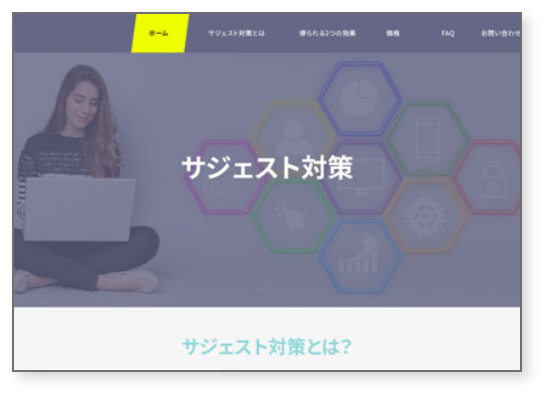 ホーム
サジェスト対策とは
得られる2つの効果
価格
FAQ
お問い合わせ
サジェスト対策
サジェスト対策とは?